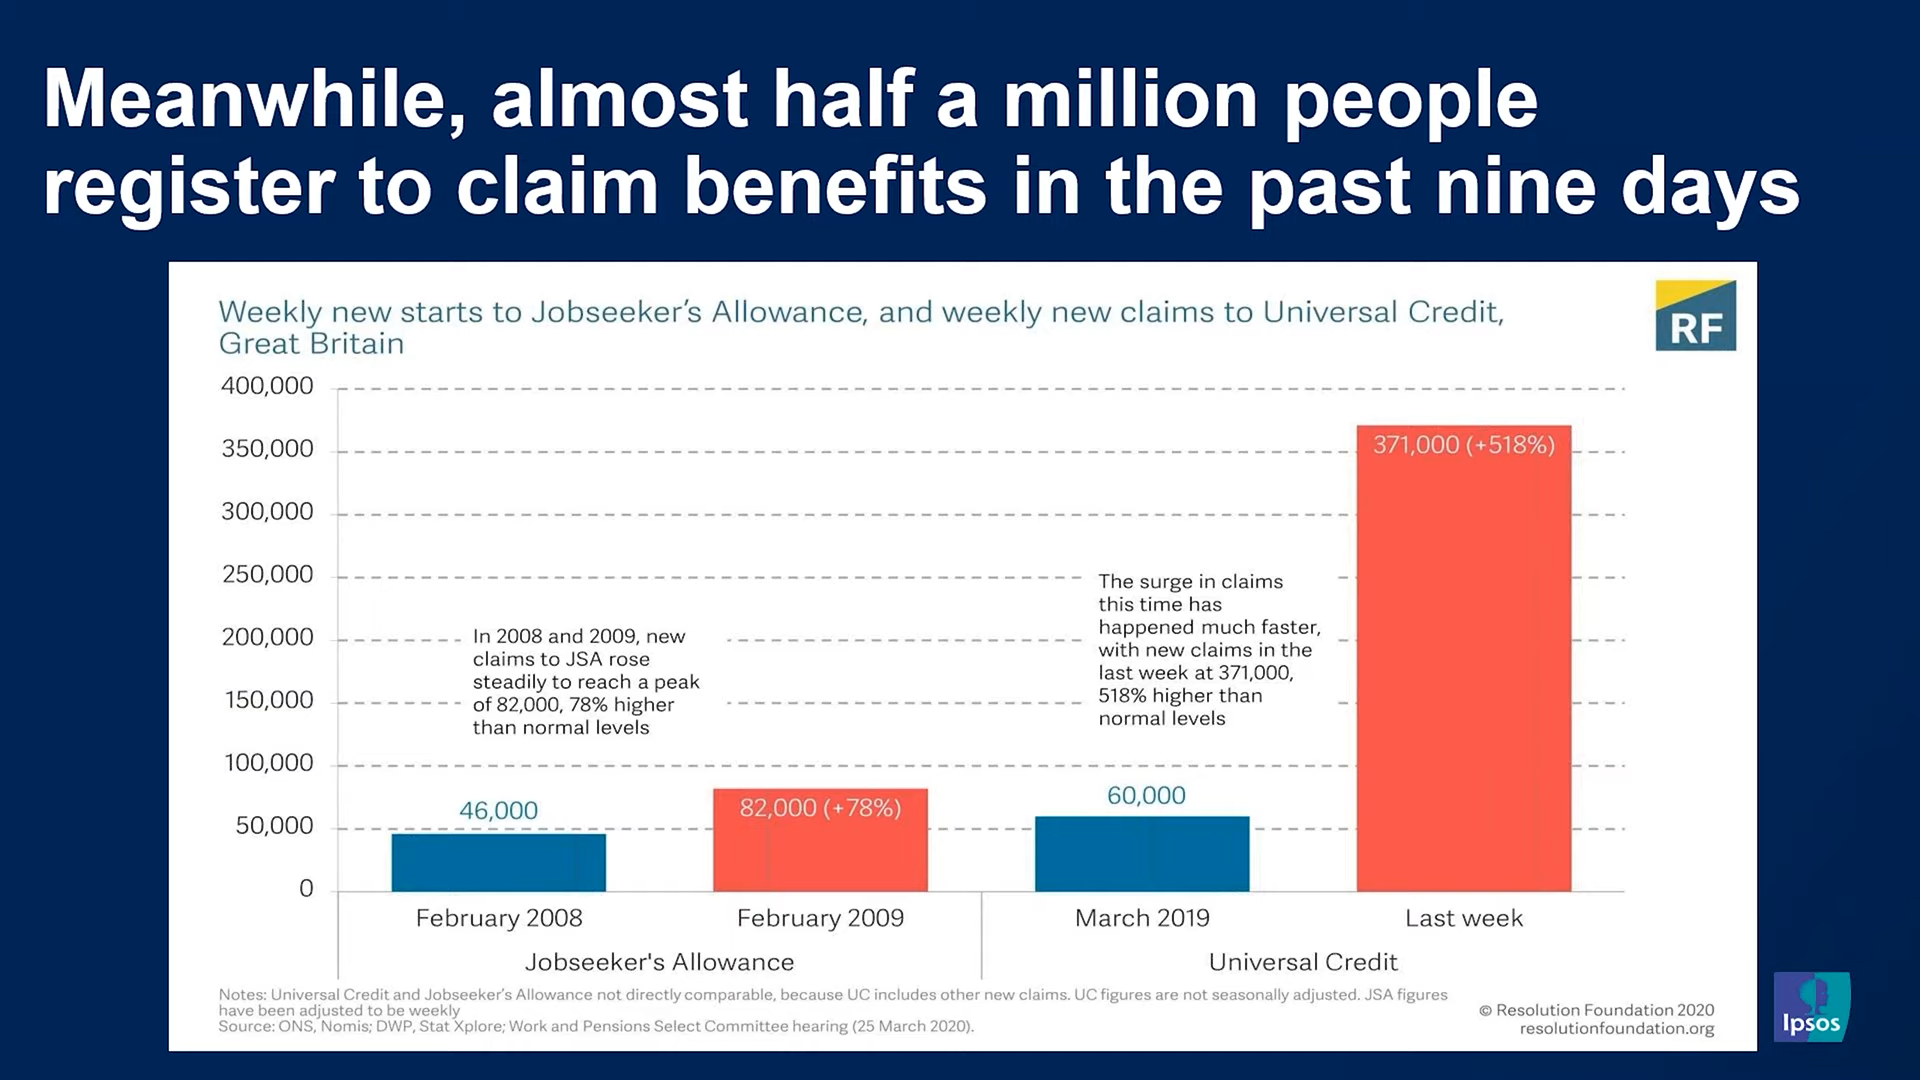 Meanwhile, almost half a million people
register to claim benefits in the past nine days
Weekly new starts to Jobseeker's Allowance, and weekly new claims to Universal Credit,
Great Britain
RF
400,000
350,000
300,000
250,000
200,000
150,000
100,000
50,000
0
In 2008 and 2009, new
claims to JSA rose
steadily to reach a peak
of 82,000, 78% higher
than normal levels
The surge in claims
this time has
happened much faster,
with new claims in the
last week at 371,000,
518% higher than
normal levels
46,000
82,000 (+78%)
60,000
371,000 (+518%)
February 2008
February 2009
March 2019
Last week
Jobseeker's Allowance
Universal Credit
Notes: Universal Credit and Jobseeker's Allowance not directly comparable, because UC includes other new claims. UC figures are not seasonally adjusted. JSA figures
have been adjusted to be weekly
Source: ONS, Nomis; DWP, Stat Xplore; Work and Pensions Select Committee hearing (25 March 2020).
© Resolution Foundation 2020
resolutionfoundation.org
Ipsos